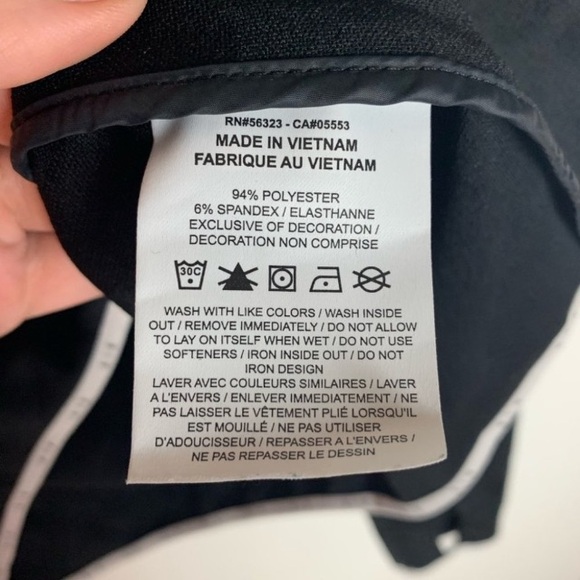 RN#56323 - CA#05553
MADE IN VIETNAM
FABRIQUE AU VIETNAM
94% POLYESTER
6% SPANDEX / ELASTHANNE
EXCLUSIVE OF DECORATION /
DECORATION NON COMPRISE
30C
WASH WITH LIKE COLORS / WASH INSIDE
OUT / REMOVE IMMEDIATELY / DO NOT ALLOW
TO LAY ON ITSELF WHEN WET / DO NOT USE
SOFTENERS / IRON INSIDE OUT / DO NOT
IRON DESIGN
LAVER AVEC COULEURS SIMILAIRES / LAVER
A L'ENVERS / ENLEVER IMMEDIATEMENT / NE
PAS LAISSER LE VÊTEMENT PLIÉ LORSQU'IL
EST MOUILLÉ / NE PAS UTILISER
D'ADOUCISSEUR / REPASSER A L'ENVERS /
NE PAS REPASSER LE DESSIN